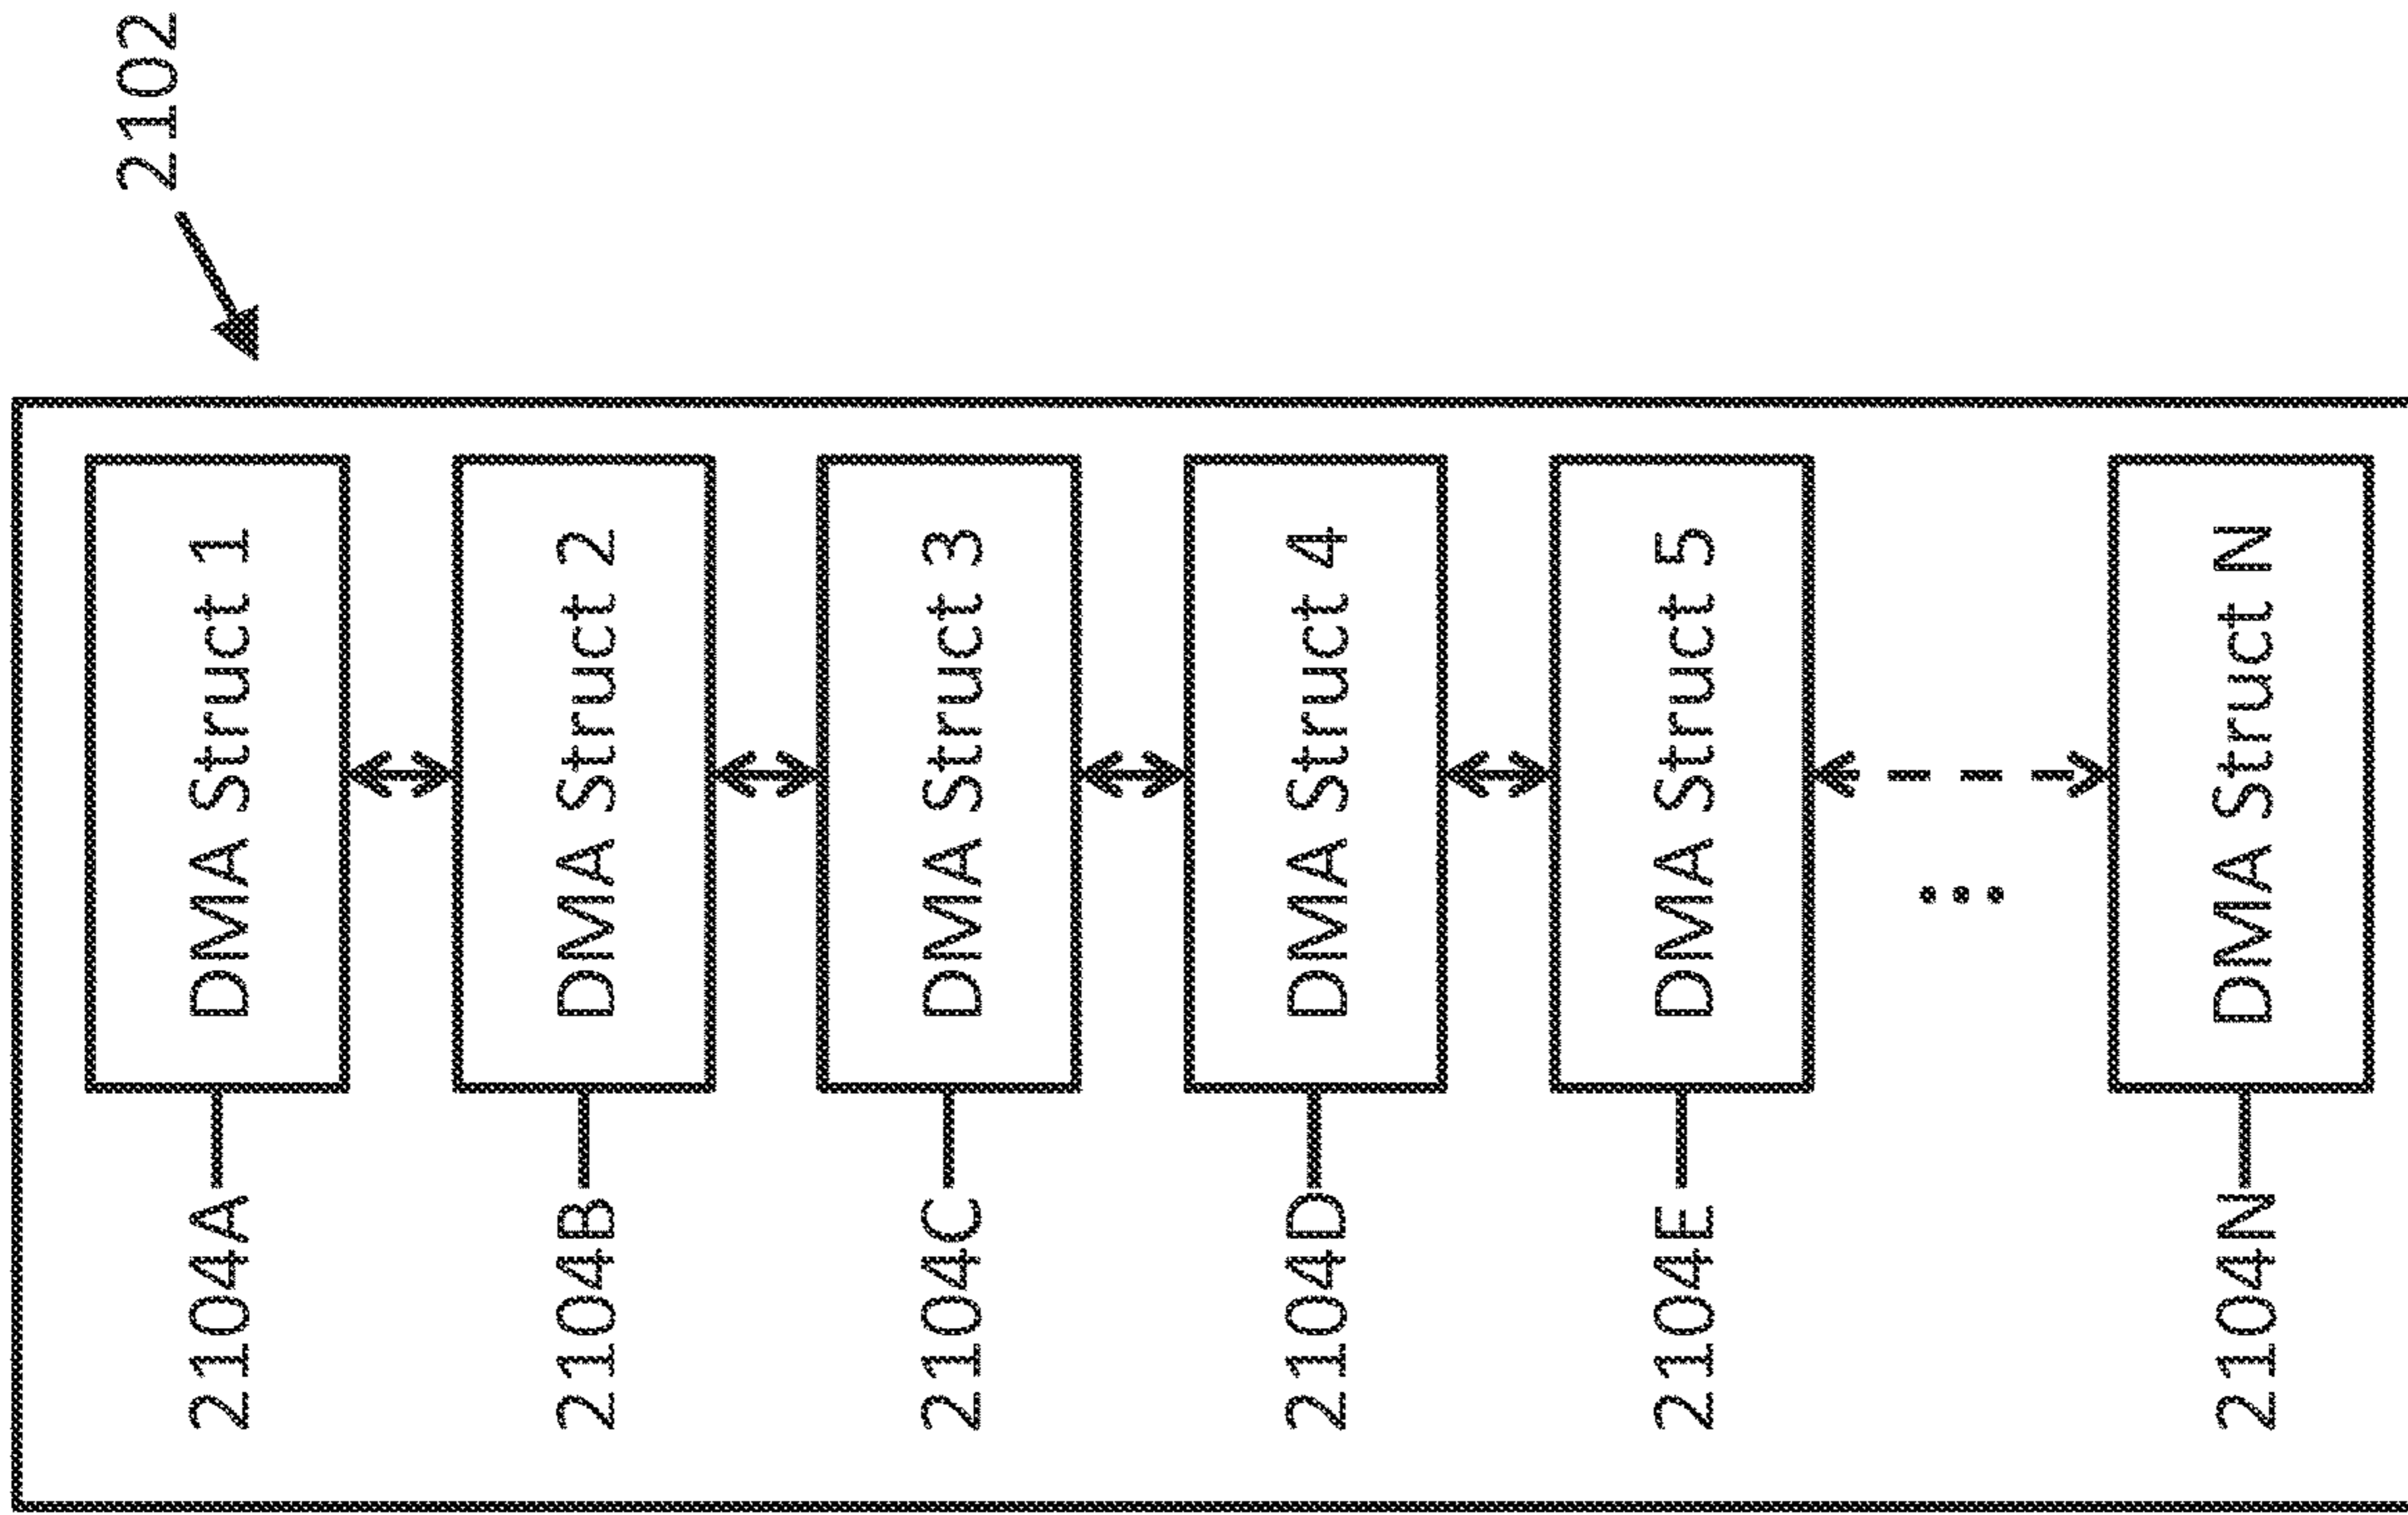 2102
DMA Struct 1
DMA Struct 2
DMA Struct 3
DMA Struct 4
DMA Struct 5
...
DMA Struct N
2104A
2104B
2104C
2104D
2104E
2104N